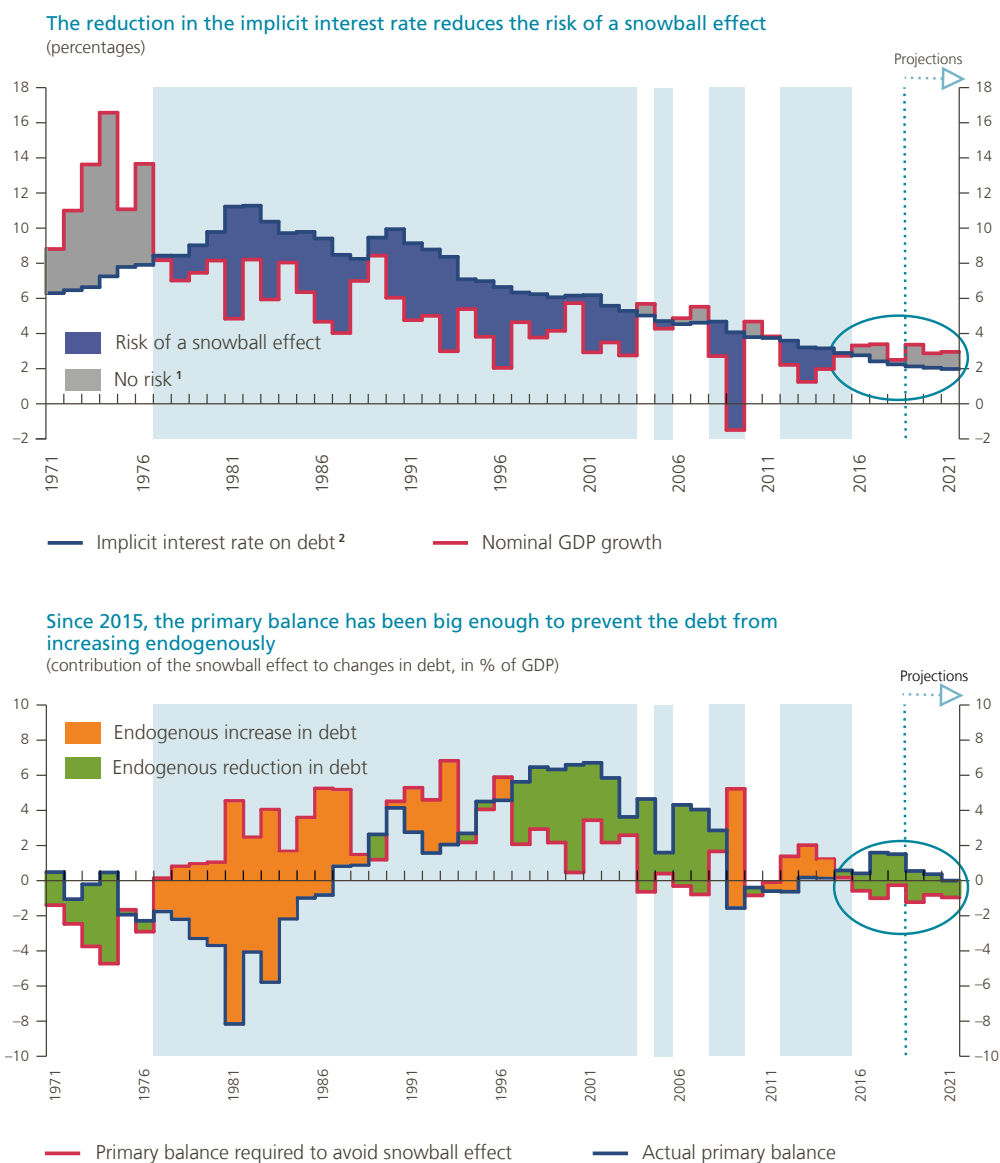 The reduction in the implicit interest rate reduces the risk of a snowball effect
(percentages)
Projections
18 18
16 16
14 14
12 12
10 10
8 8
6 6
4 4
2 2
0 0
–2 –2
Risk of a snowball effect
No risk 1
1971 1976 1981 1986 1991 1996 2001 2006 2011 2016 2021
Implicit interest rate on debt 2 Nominal GDP growth
Since 2015, the primary balance has been big enough to prevent the debt from
increasing endogenously
(contribution of the snowball effect to changes in debt, in % of GDP)
Projections
10 10
8 8
6 6
4 4
2 2
0 0
–2 –2
–4 –4
–6 –6
–8 –8
–10 –10
Endogenous increase in debt
Endogenous reduction in debt
1971 1976 1981 1986 1991 1996 2001 2006 2011 2016 2021
Primary balance required to avoid snowball effect Actual primary balance